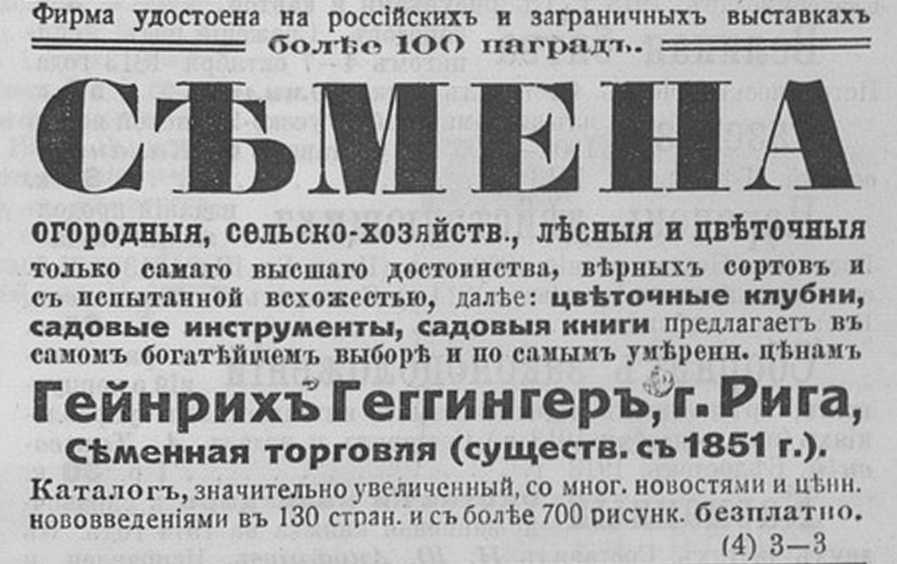 Фирма удостоена на россійскихъ и заграничныхъ выставкахъ
болѣе 100 наградъ.
СѢМЕНА
огородныя, сельско-хозяйств., лѣсныя и цвѣточныя
только самаго высшаго достоинства, вѣрныхъ сортовъ и
съ испытанной всхожестью, далѣе: цвѣточные клубни,
садовые инструменты, садовыя книги предлагаетъ въ
самомъ богатѣйшемъ выборѣ и по самымъ умѣренн. цѣнамъ
Гейнрихъ Геггингеръ, г. Рига,
Сѣменная торговля (существ. съ 1851 г.).
Каталогъ, значительно увеличенный, со мног. новостями и цѣнн.
нововведеніями въ 130 стран. и съ болѣе 700 рисунк. безплатно.
(4) 3—3